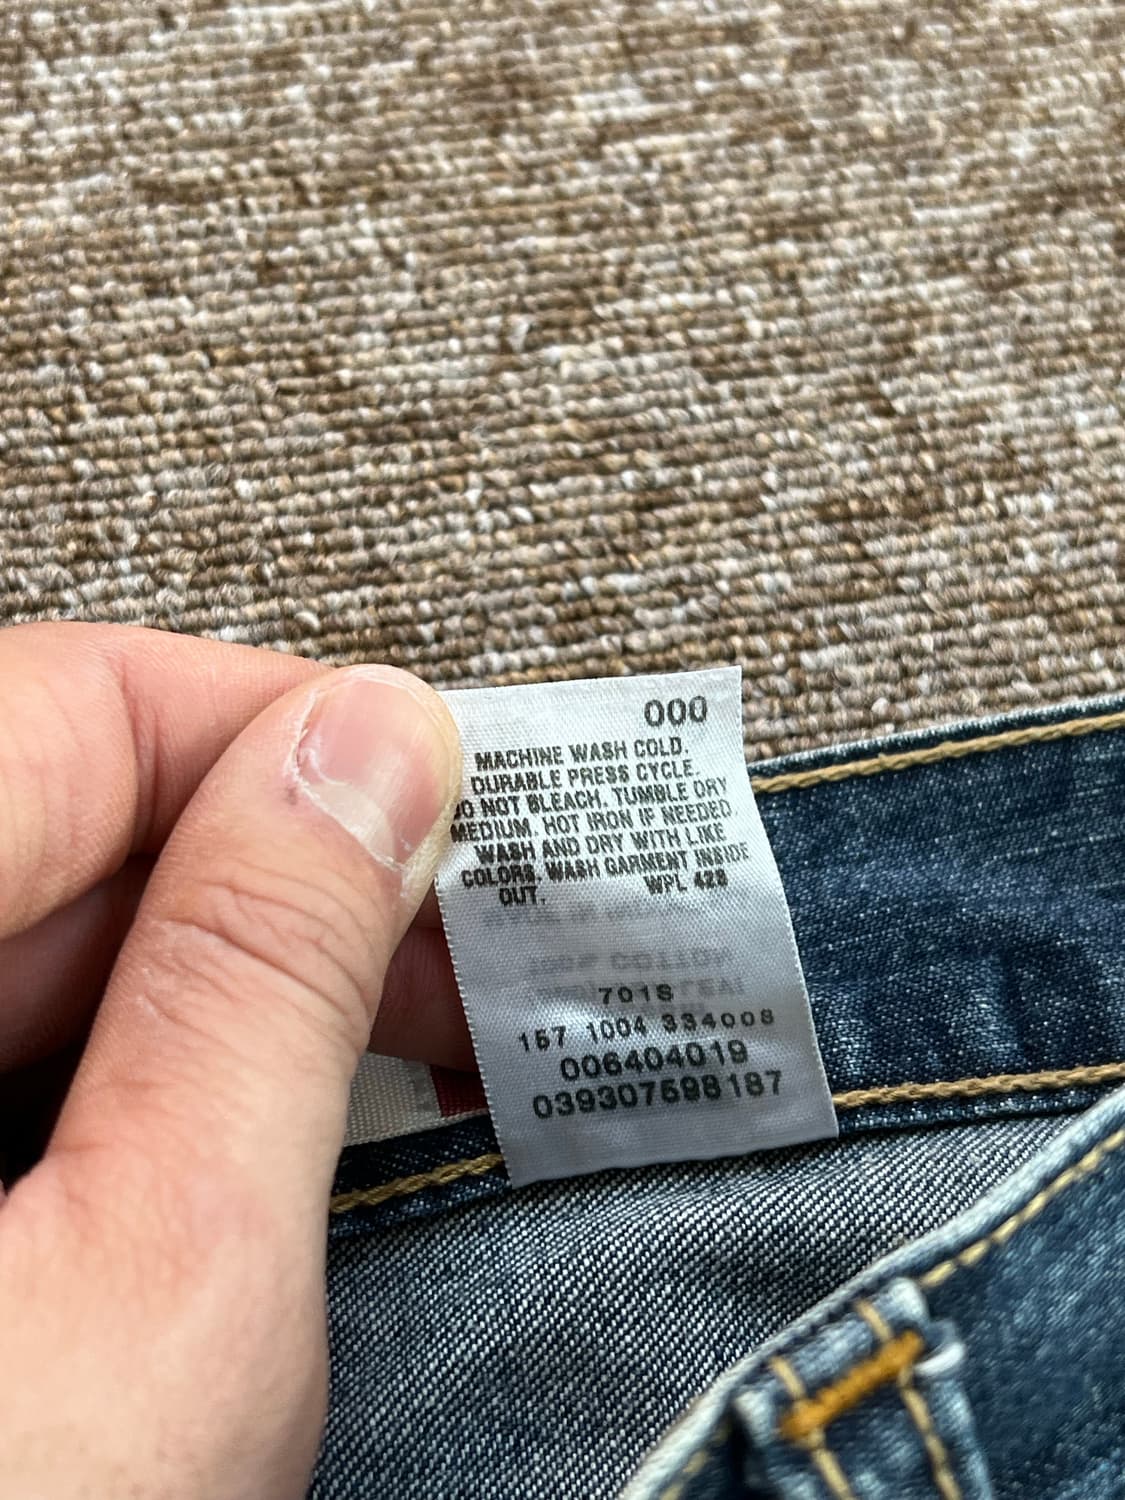 000
MACHINE WASH COLD.
DURABLE PRESS CYCLE.
DO NOT BLEACH. TUMBLE DRY
MEDIUM. HOT IRON IF NEEDED.
WASH AND DRY WITH LIKE
COLORS. WASH GARMENT INSIDE
OUT. WPL 423
701S
157 1004 334008
006404019
039307598187